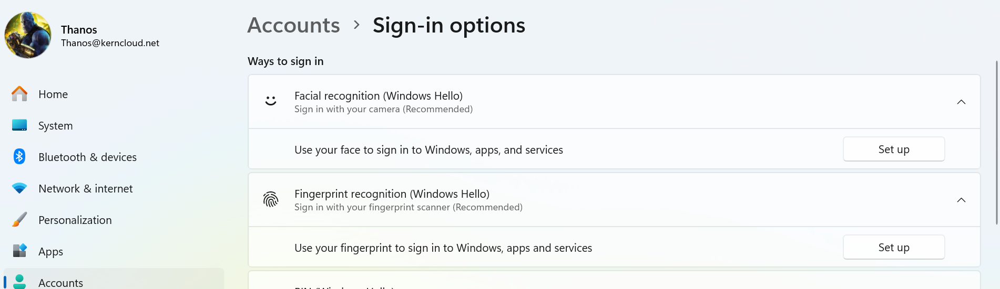 Thanos
Thanos@kerncloud.net
Home
System
Bluetooth & devices
Network & internet
Personalization
Apps
Accounts
Accounts > Sign-in options
Ways to sign in
Facial recognition (Windows Hello)
Sign in with your camera (Recommended)
Use your face to sign in to Windows, apps, and services
Set up
Fingerprint recognition (Windows Hello)
Sign in with your fingerprint scanner (Recommended)
Use your fingerprint to sign in to Windows, apps and services
Set up
PIN (Windows Hello)